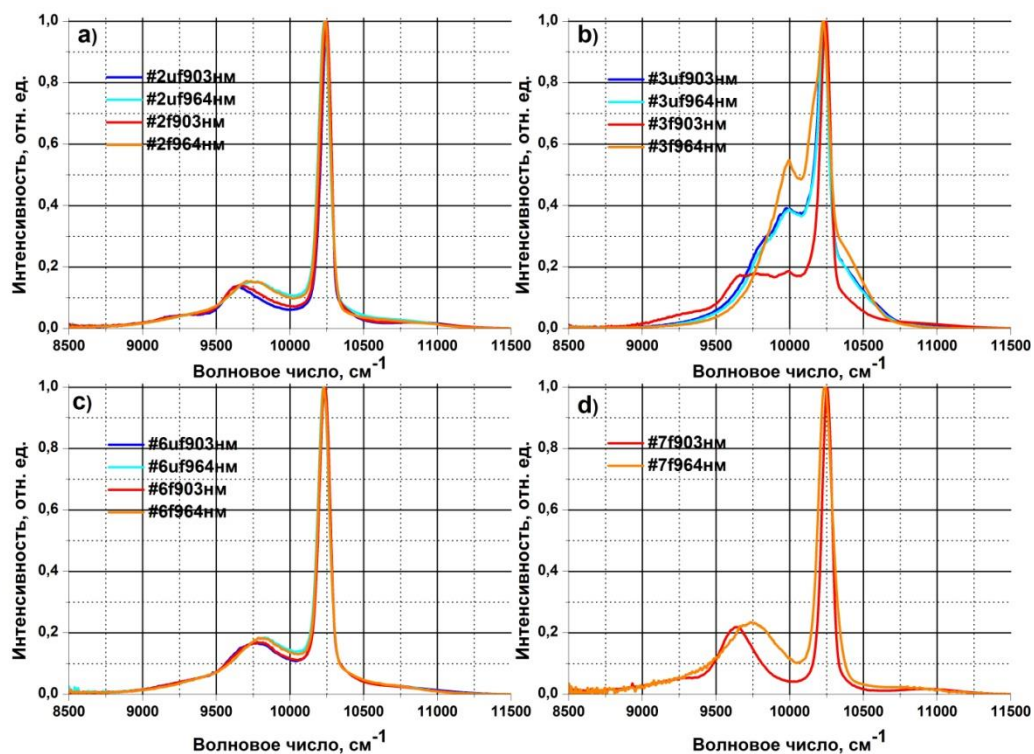 a)
#2uf903нм
#2uf964нм
#2f903нм
#2f964нм
Интенсивность, отн. ед.
1,0
0,8
0,6
0,4
0,2
0,0
8500 9000 9500 10000 10500 11000 11500
Волновое число, см-1
b)
#3uf903нм
#3uf964нм
#3f903нм
#3f964нм
Интенсивность, отн. ед.
1,0
0,8
0,6
0,4
0,2
0,0
8500 9000 9500 10000 10500 11000 11500
Волновое число, см-1
c)
#6uf903нм
#6uf964нм
#6f903нм
#6f964нм
Интенсивность, отн. ед.
1,0
0,8
0,6
0,4
0,2
0,0
8500 9000 9500 10000 10500 11000 11500
Волновое число, см-1
d)
#7f903нм
#7f964нм
Интенсивность, отн. ед.
1,0
0,8
0,6
0,4
0,2
0,0
8500 9000 9500 10000 10500 11000 11500
Волновое число, см-1